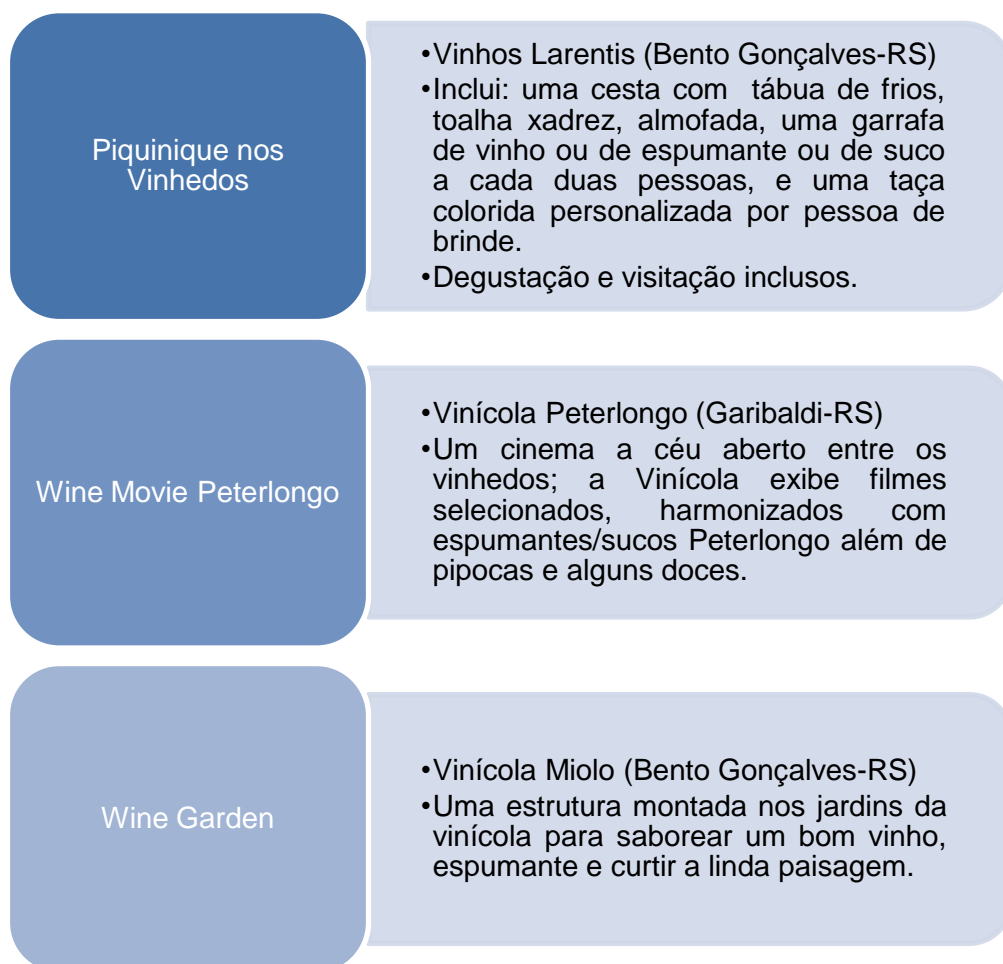 Piquinique nos
Vinhedos
•Vinhos Larentis (Bento Gonçalves-RS)
•Inclui: uma cesta com tábua de frios,
toalha xadrez, almofada, uma garrafa
de vinho ou de espumante ou de suco
a cada duas pessoas, e uma taça
colorida personalizada por pessoa de
brinde.
•Degustação e visitação inclusos.
Wine Movie Peterlongo
•Vinícola Peterlongo (Garibaldi-RS)
•Um cinema a céu aberto entre os
vinhedos; a Vinícola exibe filmes
selecionados, harmonizados com
espumantes/sucos Peterlongo além de
pipocas e alguns doces.
Wine Garden
•Vinícola Miolo (Bento Gonçalves-RS)
•Uma estrutura montada nos jardins da
vinícola para saborear um bom vinho,
espumante e curtir a linda paisagem.